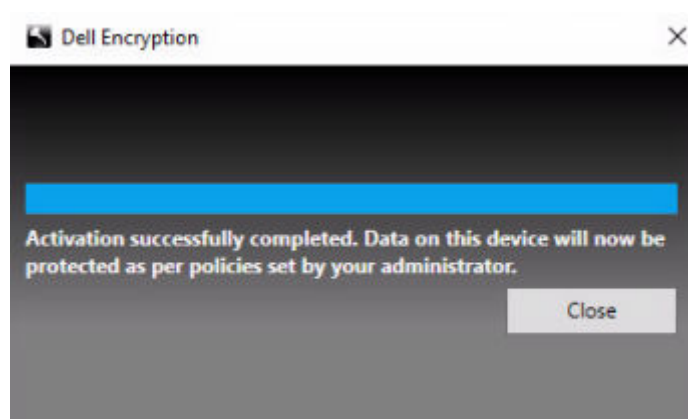 Dell Encryption
Activation successfully completed. Data on this device will now be
protected as per policies set by your administrator.
Close